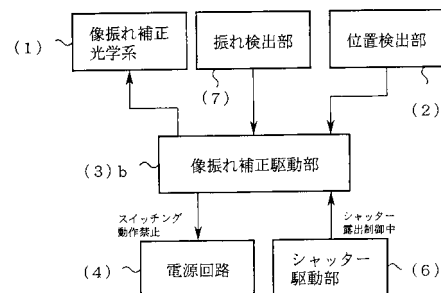 (1)
像振れ補正
光学系
振れ検出部
(7)
位置検出部
(2)
(3)b
像振れ補正駆動部
スイッチング
動作禁止
シャッター
露出制御中
(4)
電源回路
シャッター
駆動部
(6)